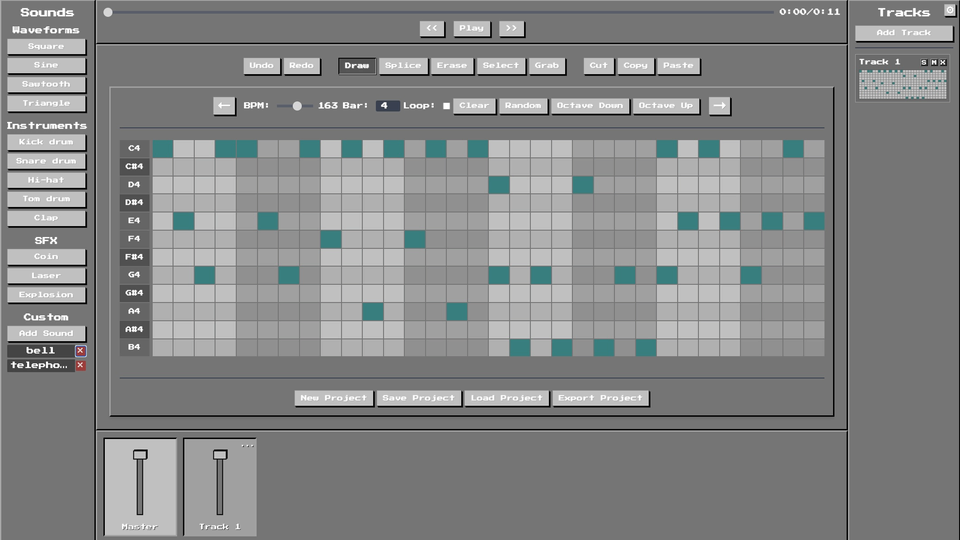 Sounds
Waveforms
Square
Sine
Sawtooth
Triangle
Instruments
Kick drum
Snare drum
Hi-hat
Tom drum
Clap
SFX
Coin
Laser
Explosion
Custom
Add Sound
bell
telepho...
0:00/0:11
<< Play >>
Undo Redo Draw Splice Erase Select Grab Cut Copy Paste
← BPM: 163 Bar: 4 Loop: Clear Random Octave Down Octave Up →
C4
C#4
D4
D#4
E4
F4
F#4
G4
G#4
A4
A#4
B4
New Project Save Project Load Project Export Project
Master
... Track 1
Tracks
Add Track
Track 1 S M X